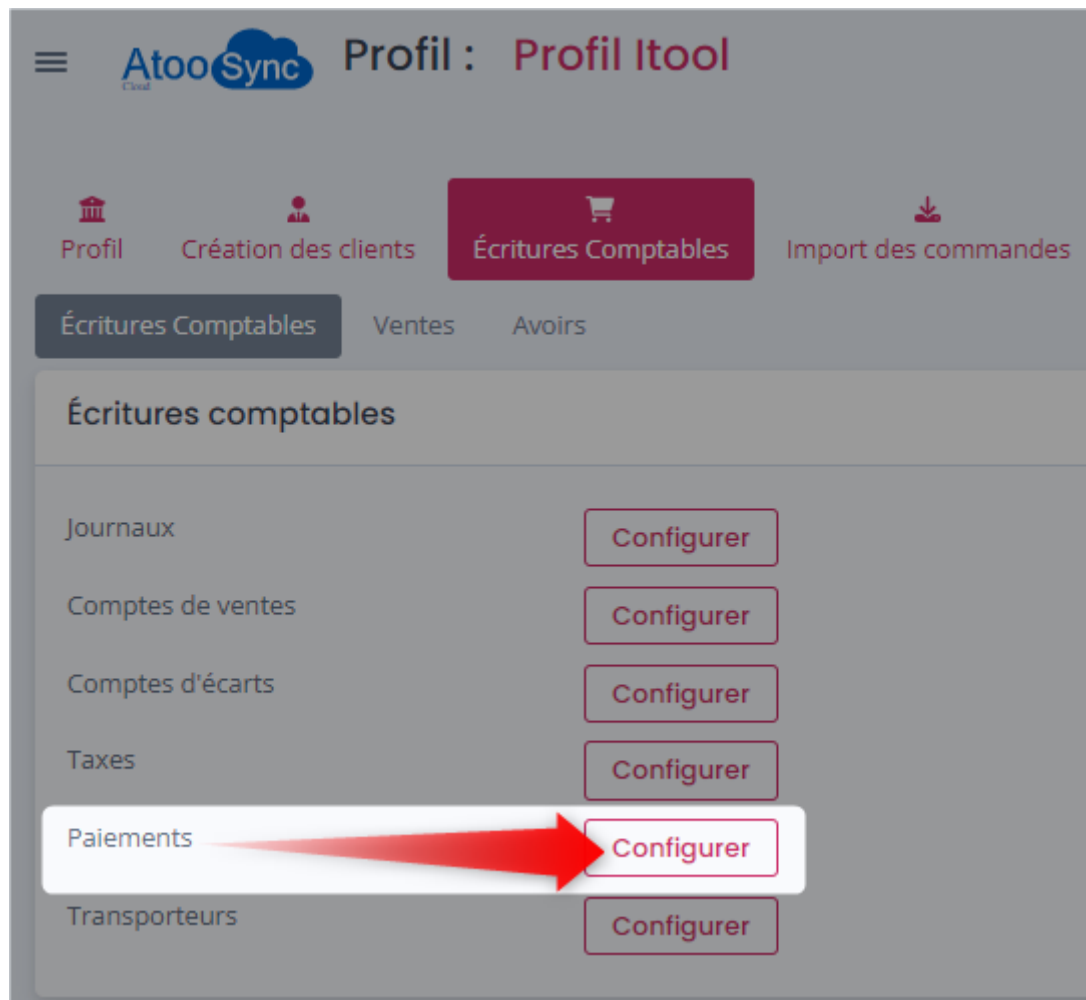 AtooSync
Cloud
Profil : Profil Itool
Profil
Création des clients
Écritures Comptables
Import des commandes
Écritures Comptables
Ventes
Avoirs
Écritures comptables
Journaux
Configurer
Comptes de ventes
Configurer
Comptes d'écarts
Configurer
Taxes
Configurer
Paiements
Configurer
Transporteurs
Configurer